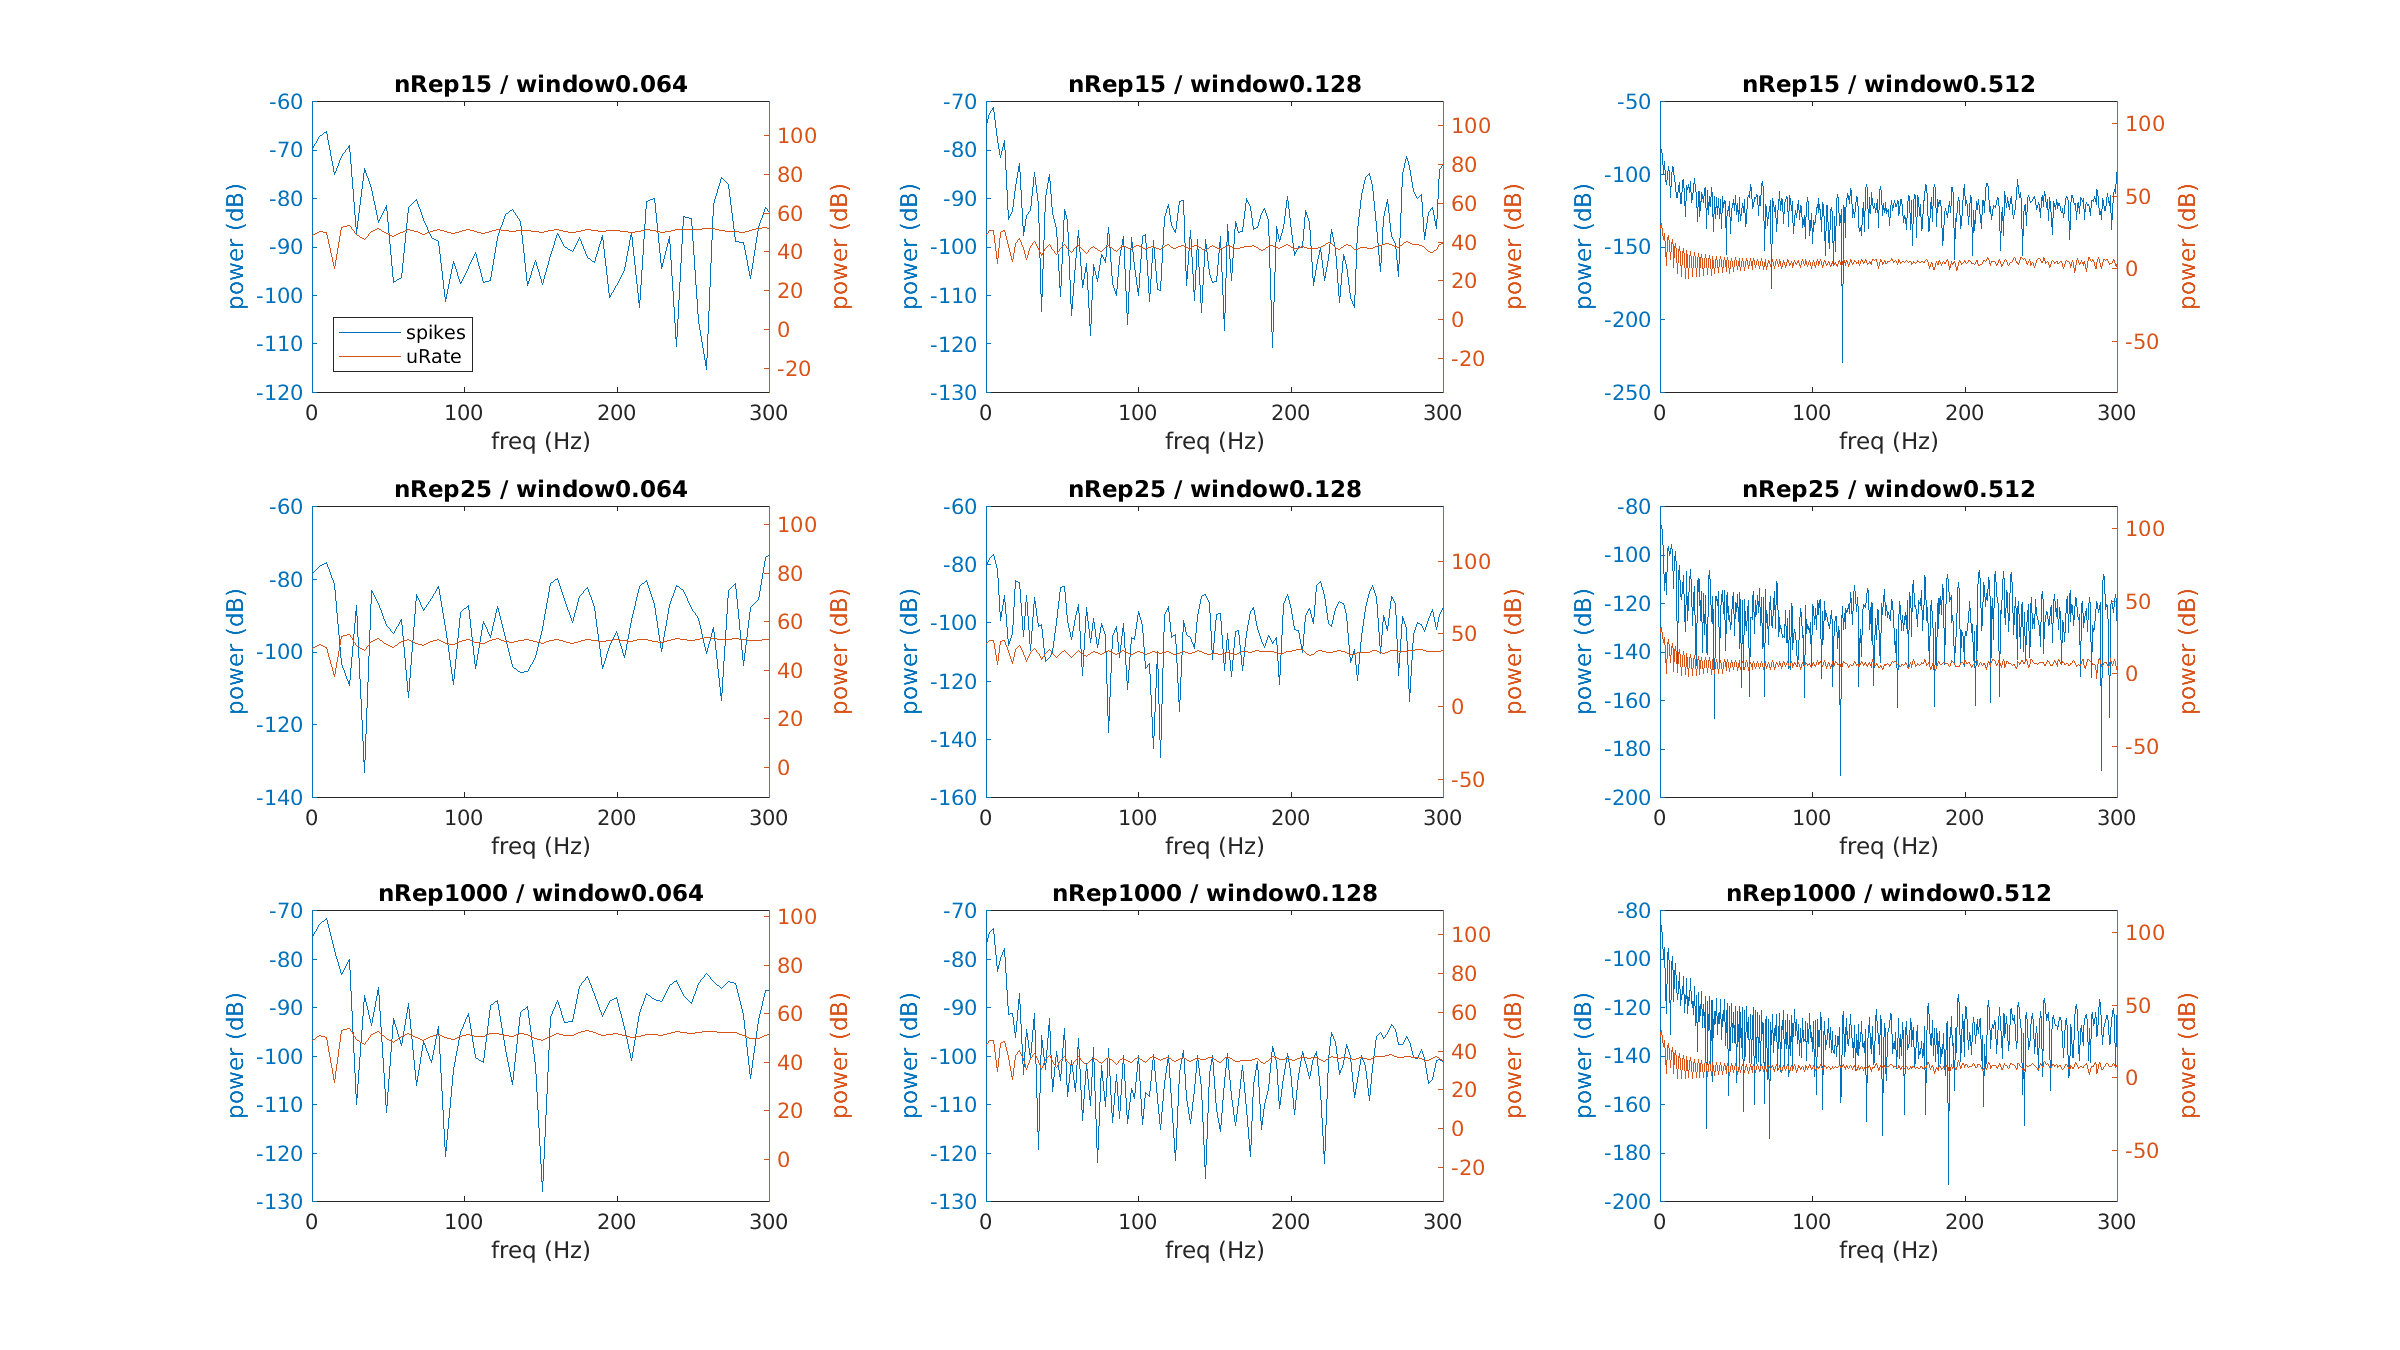 nRep15 / window0.064
-60
-70
-80
-90
-100
-110
-120
power (dB)
100
80
60
40
20
0
-20
power (dB)
spikes
uRate
0 100 200 300
freq (Hz)
nRep15 / window0.128
-70
-80
-90
-100
-110
-120
-130
power (dB)
100
80
60
40
20
0
-20
power (dB)
0 100 200 300
freq (Hz)
nRep15 / window0.512
-50
-100
-150
-200
-250
power (dB)
100
50
0
-50
power (dB)
0 100 200 300
freq (Hz)
nRep25 / window0.064
-60
-80
-100
-120
-140
power (dB)
100
80
60
40
20
0
power (dB)
0 100 200 300
freq (Hz)
nRep25 / window0.128
-60
-80
-100
-120
-140
-160
power (dB)
100
50
0
-50
power (dB)
0 100 200 300
freq (Hz)
nRep25 / window0.512
-80
-100
-120
-140
-160
-180
-200
power (dB)
100
50
0
-50
power (dB)
0 100 200 300
freq (Hz)
nRep1000 / window0.064
-70
-80
-90
-100
-110
-120
-130
power (dB)
100
80
60
40
20
0
power (dB)
0 100 200 300
freq (Hz)
nRep1000 / window0.128
-70
-80
-90
-100
-110
-120
-130
power (dB)
100
80
60
40
20
0
-20
power (dB)
0 100 200 300
freq (Hz)
nRep1000 / window0.512
-80
-100
-120
-140
-160
-180
-200
power (dB)
100
50
0
-50
power (dB)
0 100 200 300
freq (Hz)